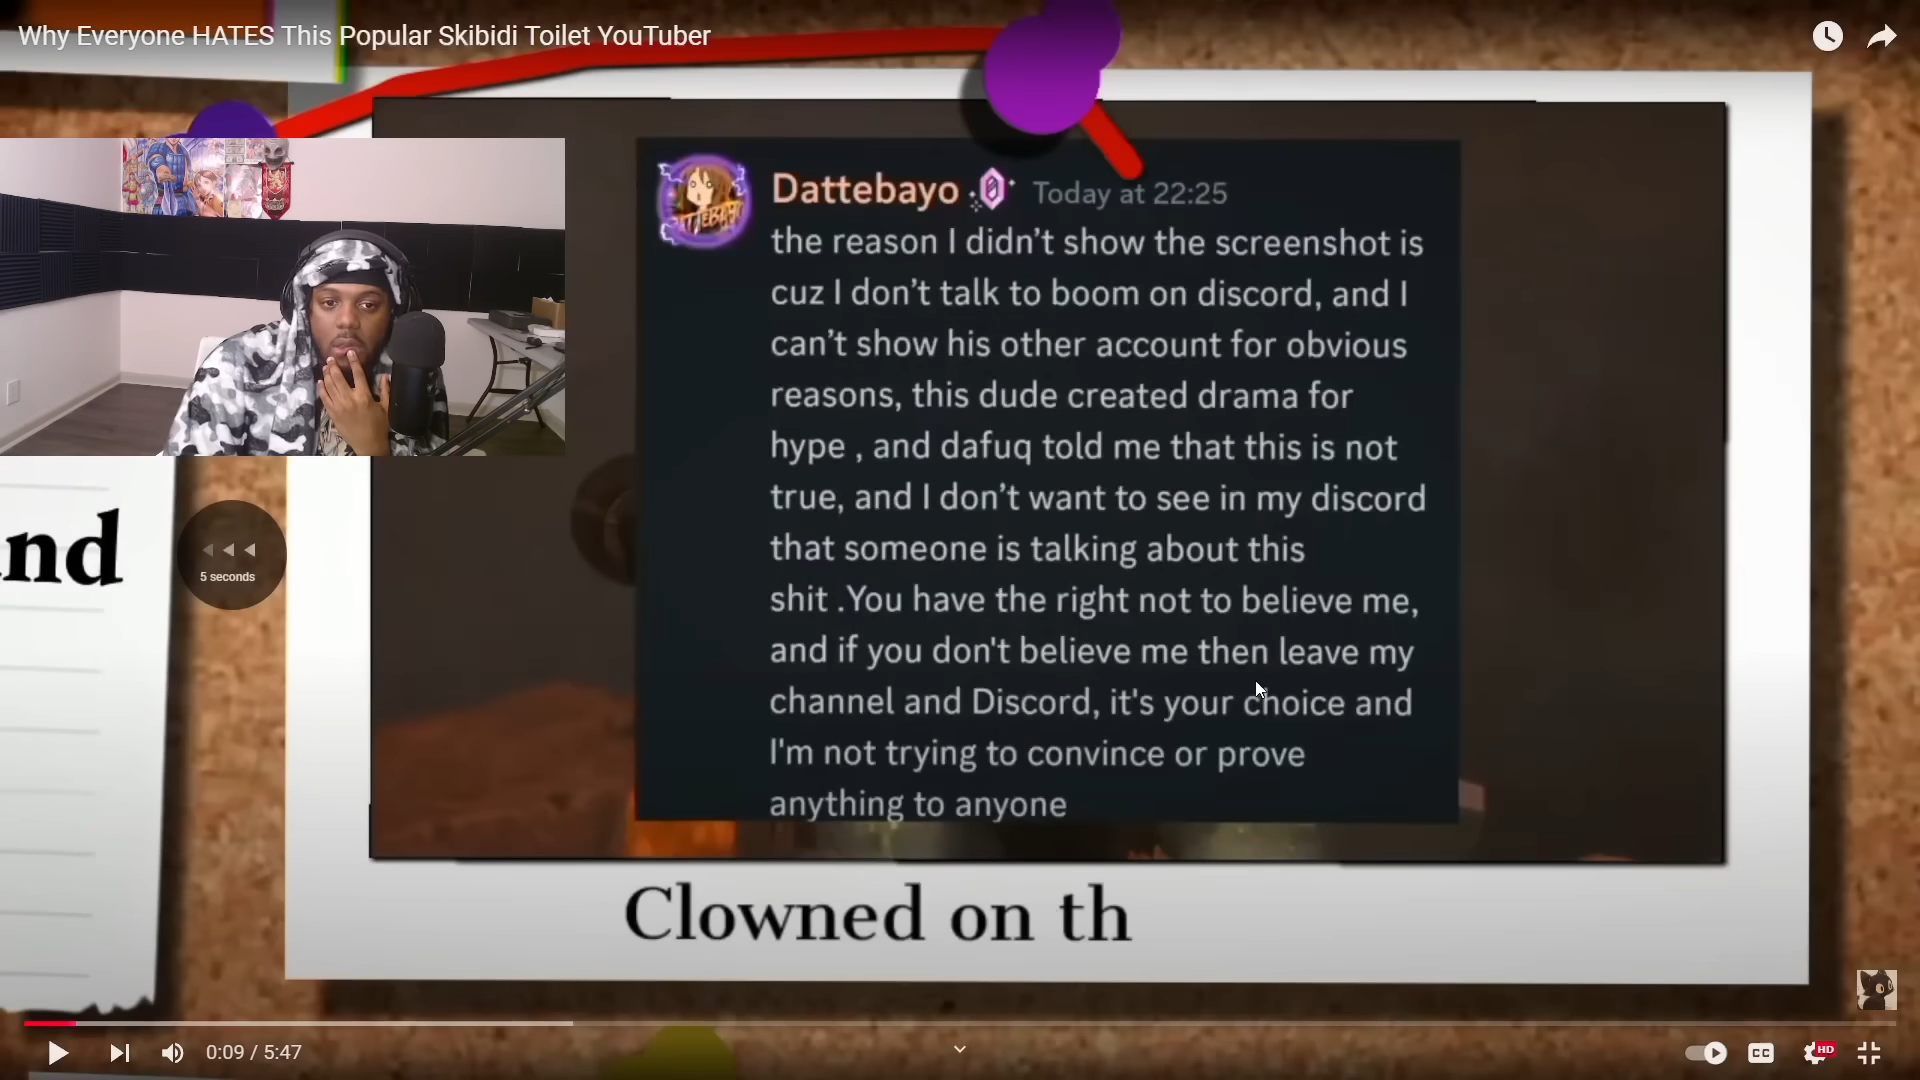 Why Everyone HATES This Popular Skibidi Toilet YouTuber
Dattebayo Today at 22:25
the reason I didn’t show the screenshot is
cuz I don’t talk to boom on discord, and I
can’t show his other account for obvious
reasons, this dude created drama for
hype , and dafuq told me that this is not
true, and I don’t want to see in my discord
that someone is talking about this
shit .You have the right not to believe me,
and if you don't believe me then leave my
channel and Discord, it's your choice and
I'm not trying to convince or prove
anything to anyone
nd
5 seconds
Clowned on th
0:09 / 5:47
CC
HD